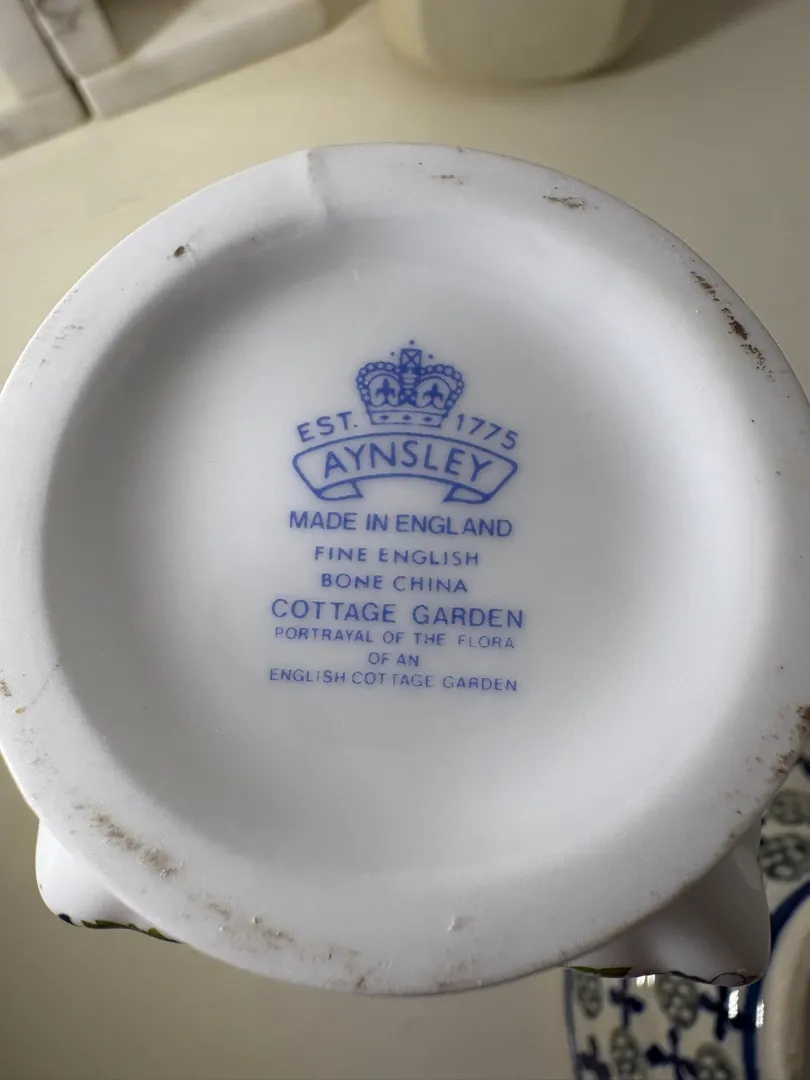 EST. 1775
AYNSLEY
MADE IN ENGLAND
FINE ENGLISH
BONE CHINA
COTTAGE GARDEN
PORTRAYAL OF THE FLORA
OF AN
ENGLISH COTTAGE GARDEN